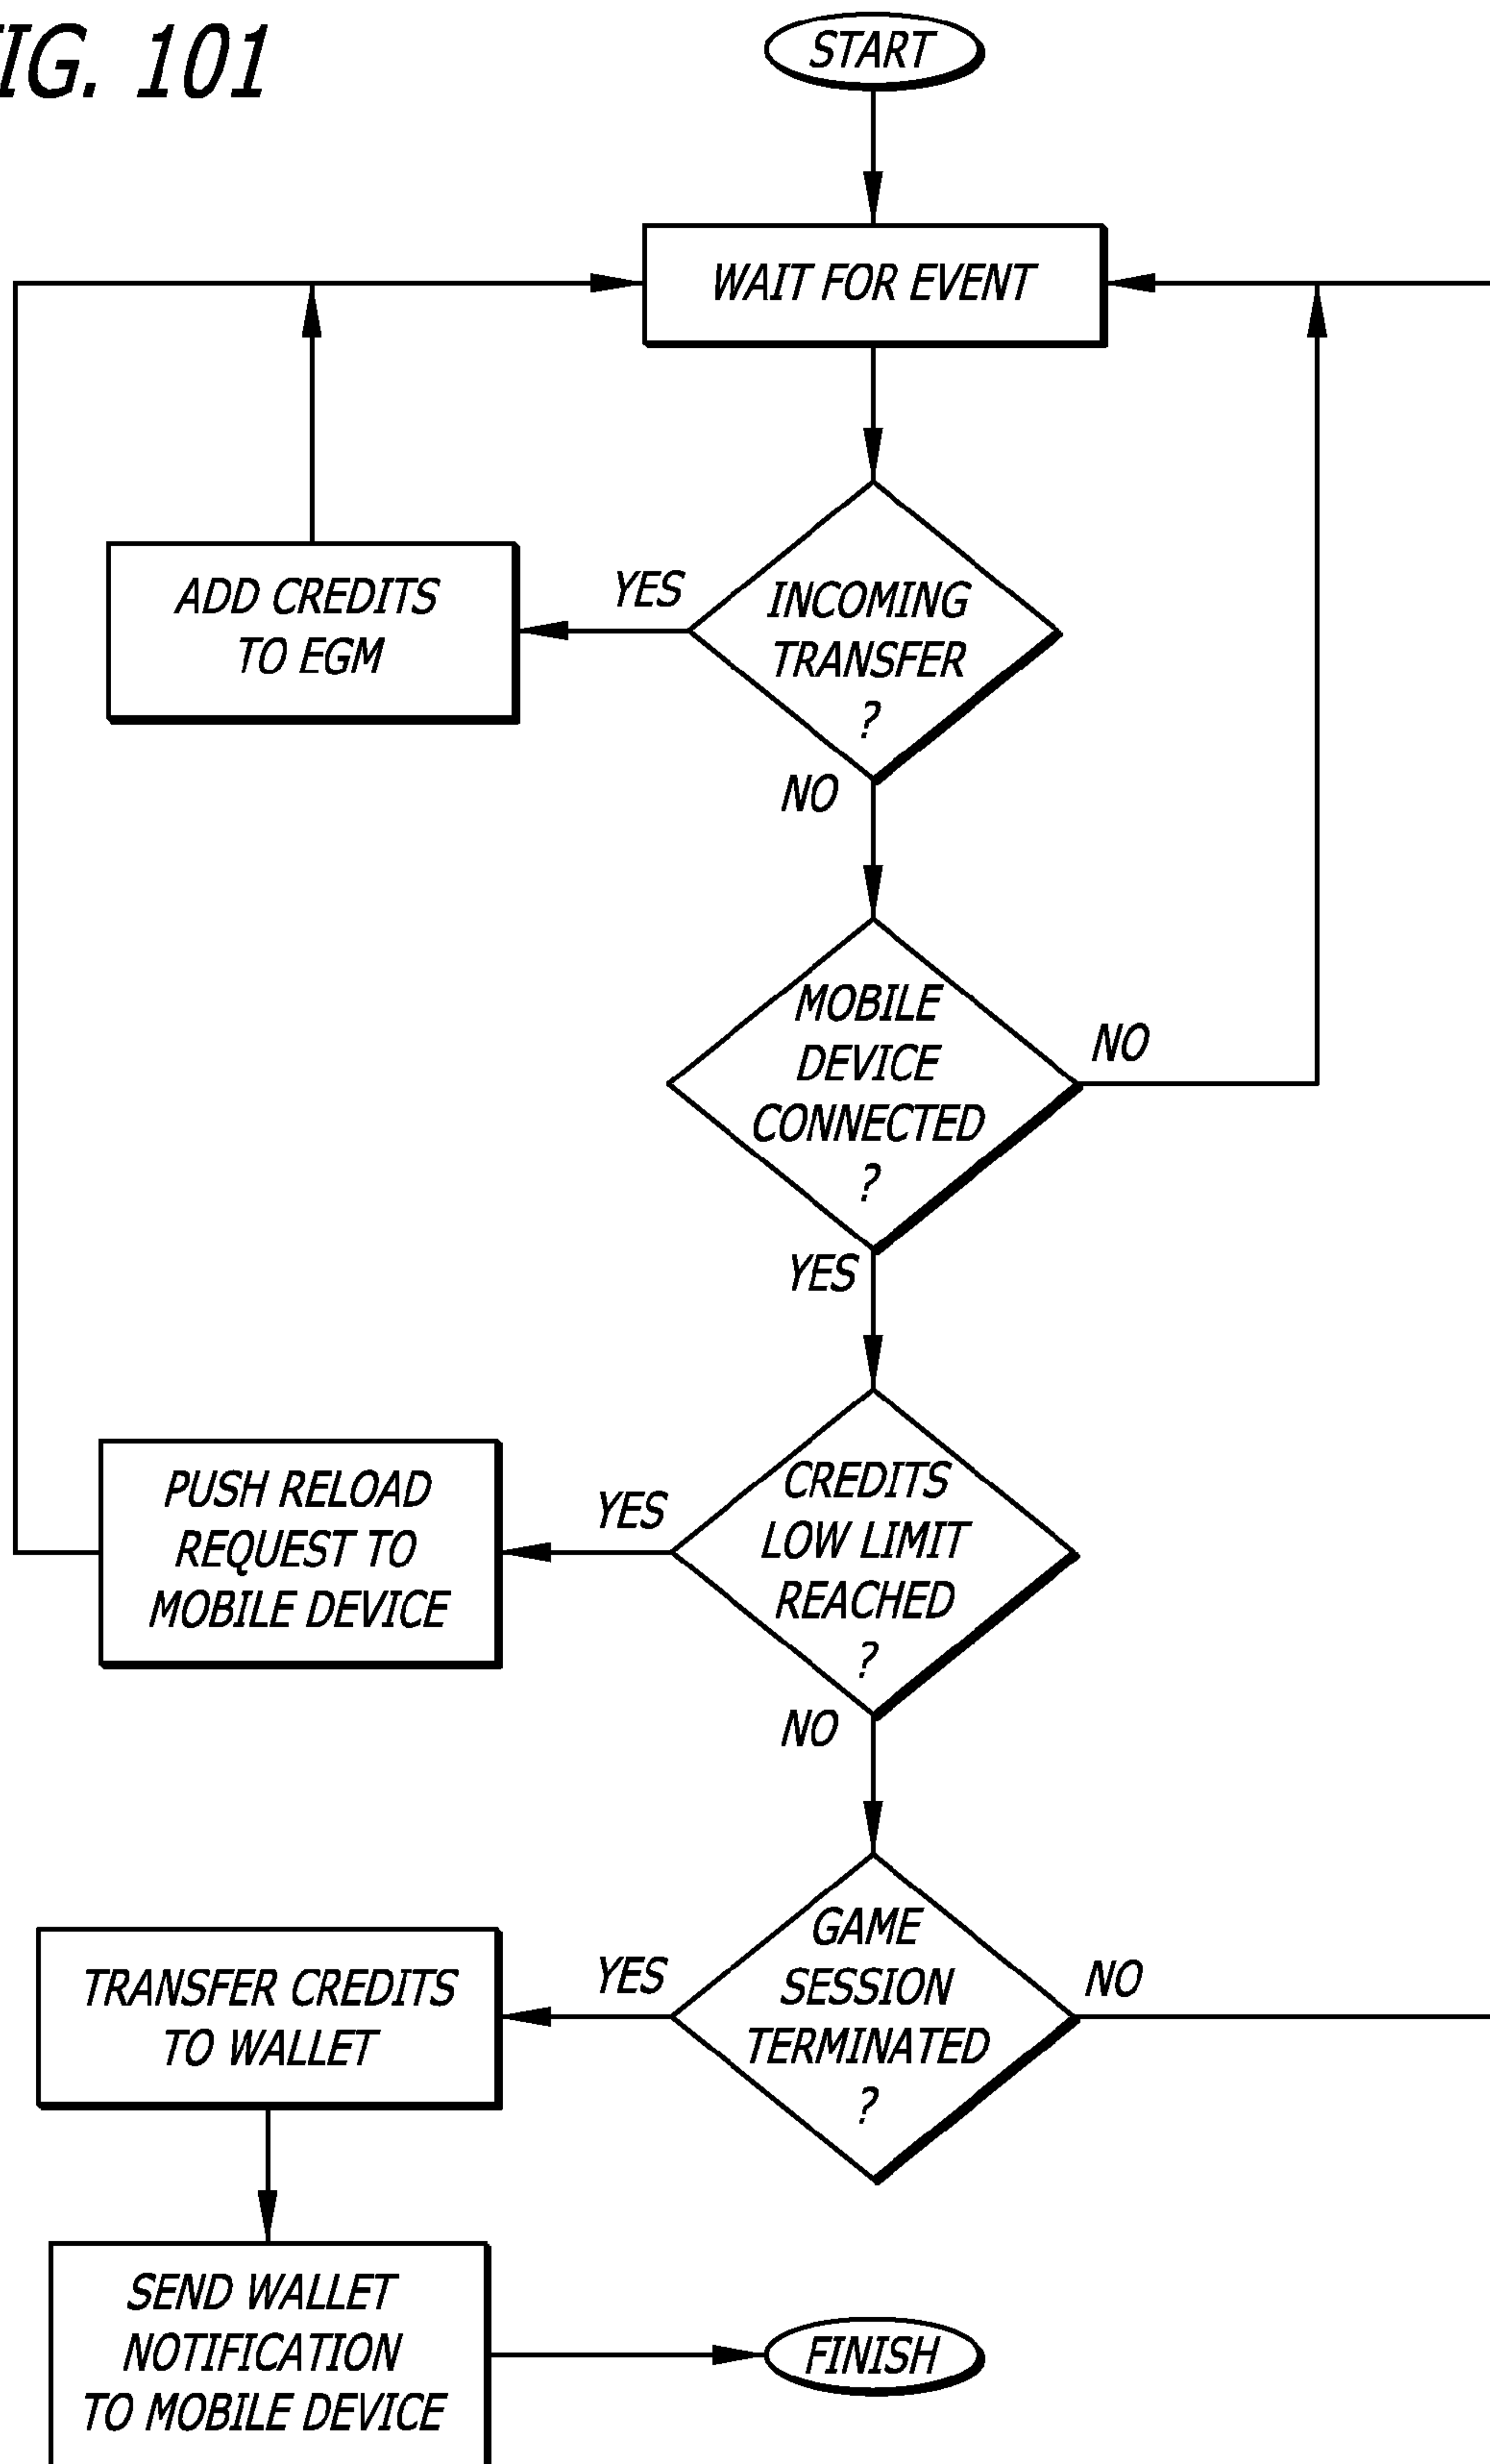 IG. 101
START
WAIT FOR EVENT
ADD CREDITS
TO EGM
YES
INCOMING
TRANSFER
?
NO
MOBILE
DEVICE
CONNECTED
?
NO
YES
PUSH RELOAD
REQUEST TO
MOBILE DEVICE
YES
CREDITS
LOW LIMIT
REACHED
?
NO
TRANSFER CREDITS
TO WALLET
YES
GAME
SESSION
TERMINATED
?
NO
SEND WALLET
NOTIFICATION
TO MOBILE DEVICE
FINISH